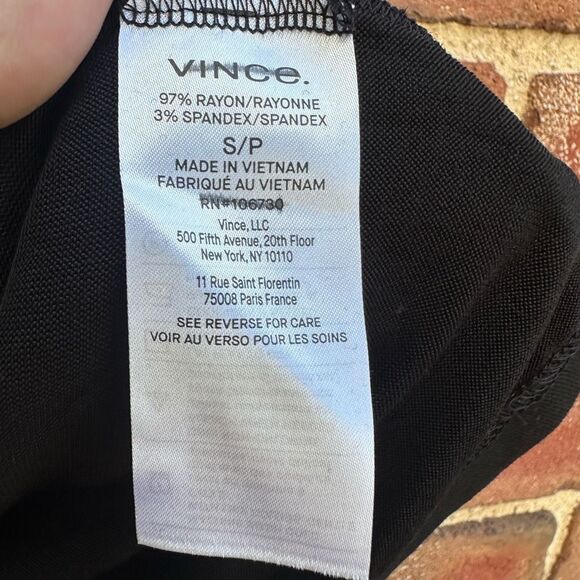 VINCE.
97% RAYON/RAYONNE
3% SPANDEX/SPANDEX
S/P
MADE IN VIETNAM
FABRIQUÉ AU VIETNAM
RN#106730
Vince, LLC
500 Fifth Avenue, 20th Floor
New York, NY 10110
11 Rue Saint Florentin
75008 Paris France
SEE REVERSE FOR CARE
VOIR AU VERSO POUR LES SOINS